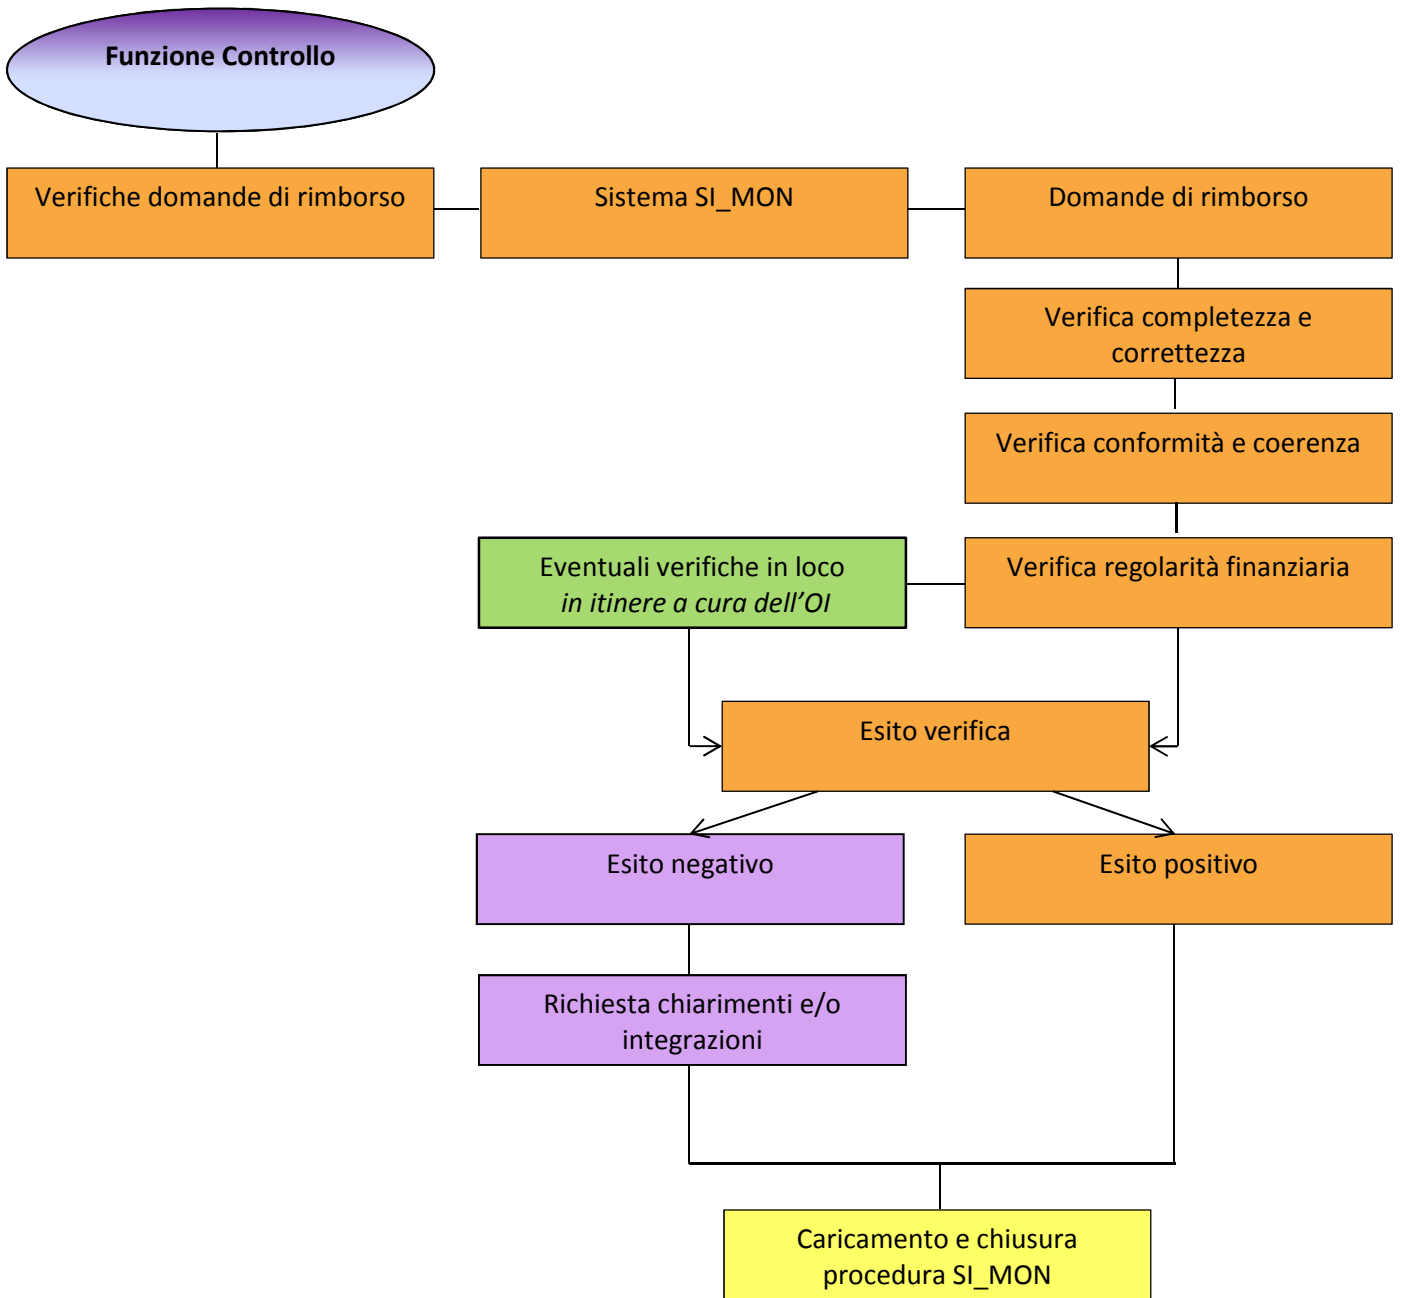 Funzione Controllo
Verifiche domande di rimborso
Sistema SI_MON
Domande di rimborso
Verifica completezza e
correttezza
Verifica conformità e coerenza
Eventuali verifiche in loco
in itinere a cura dell’OI
Verifica regolarità finanziaria
Esito verifica
Esito negativo
Esito positivo
Richiesta chiarimenti e/o
integrazioni
Caricamento e chiusura
procedura SI_MON